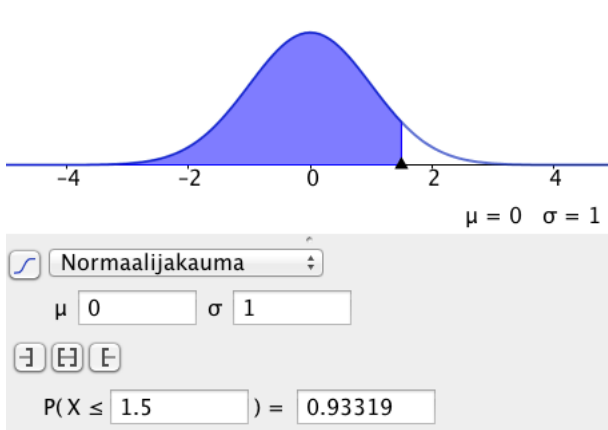 -4 -2 0 2 4
μ = 0 σ = 1
Normaalijakauma
μ 0 σ 1
P( X ≤ 1.5 ) = 0.93319